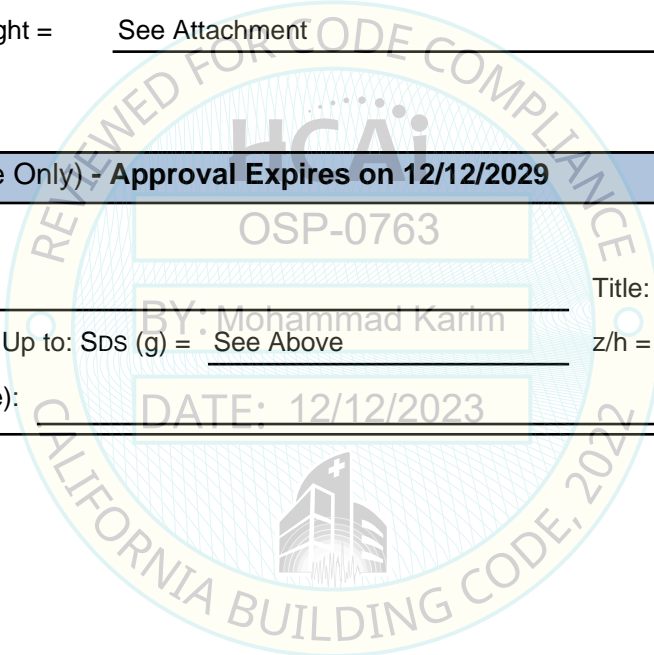 ght = See Attachment
REVIEWED FOR CODE COMPLIANCE
HCAi
e Only) - Approval Expires on 12/12/2029
OSP-0763
Title:
BY: Mohammad Karim
Up to: SDS (g) = See Above z/h =
DATE: 12/12/2023
e):
CALIFORNIA BUILDING CODE, 2022